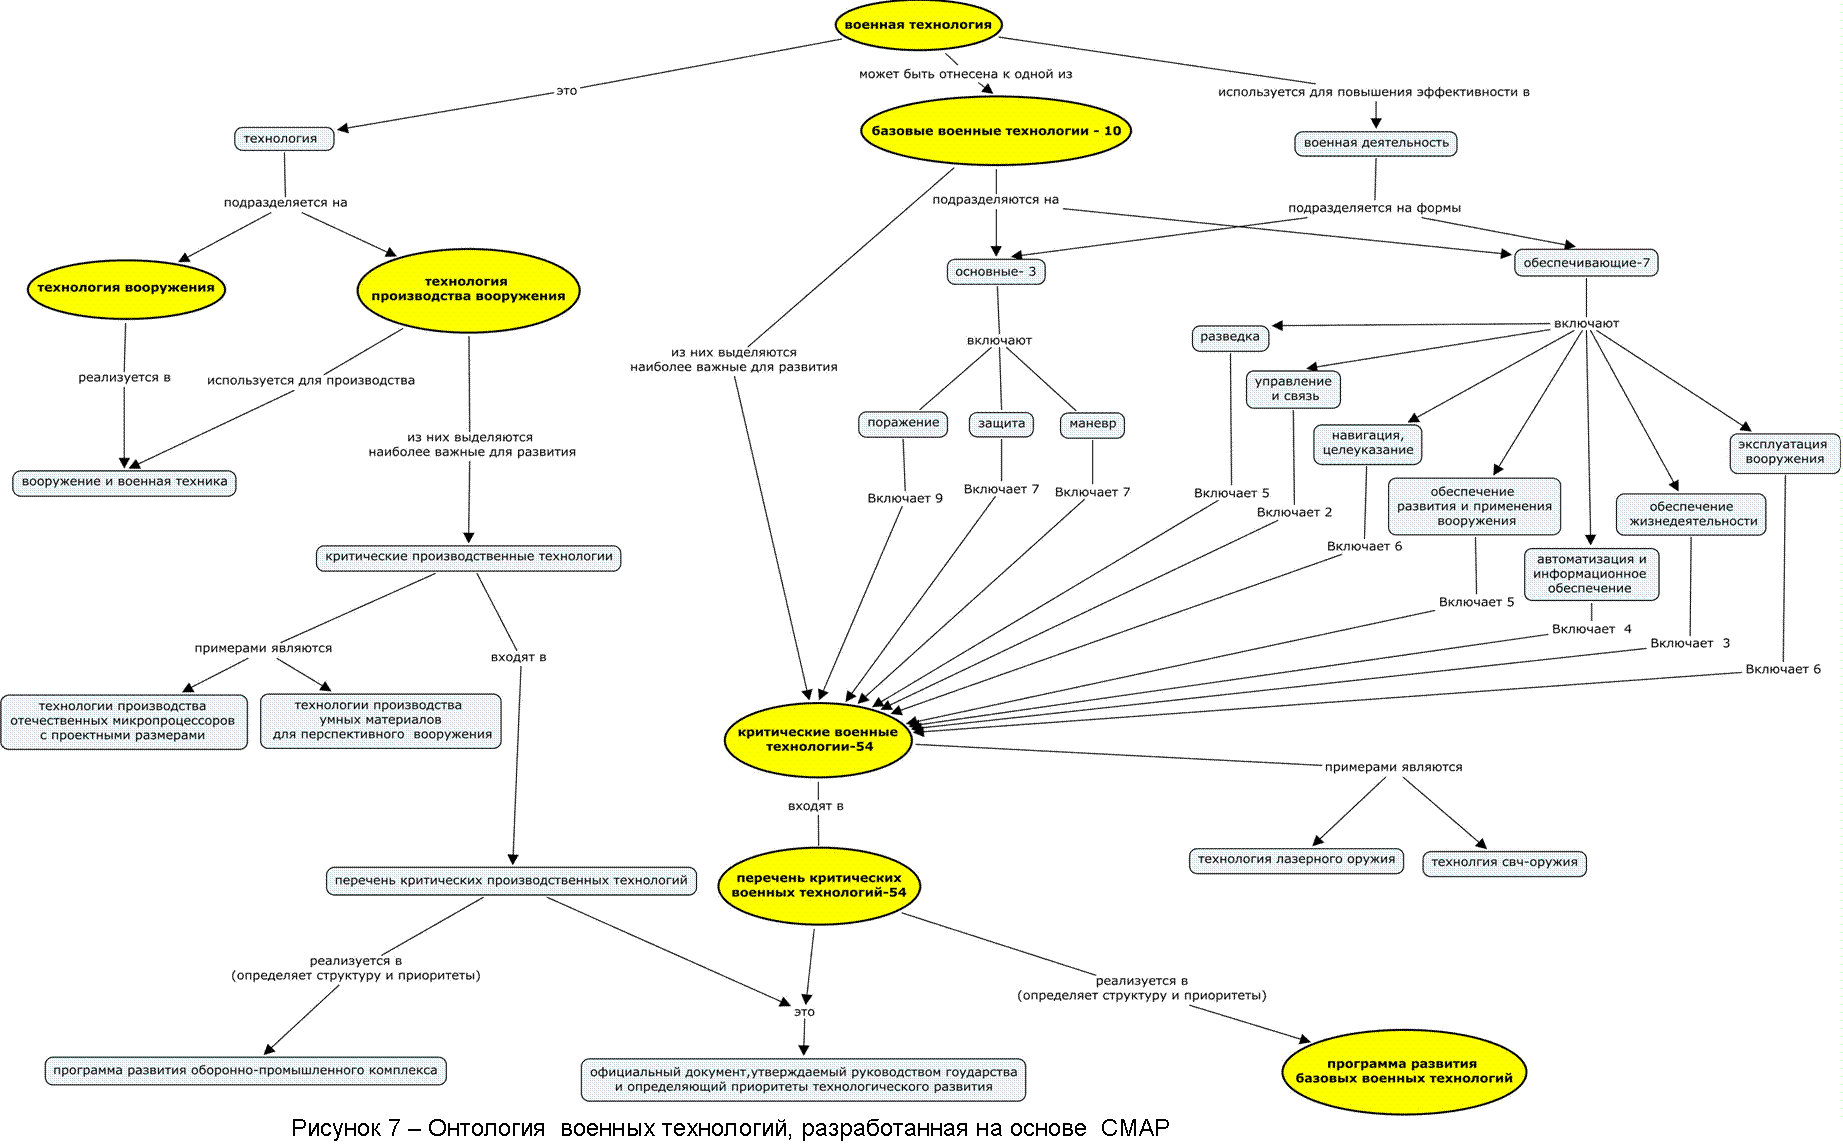 военная технология
может быть отнесена к одной из
это
используется для повышения эффективности в
базовые военные технологии - 10
технология
военная деятельность
подразделяется на
подразделяются на
подразделяется на формы
основные- 3
обеспечивающие-7
технология вооружения
технология
производства вооружения
включают
включают
разведка
из них выделяются
наиболее важные для развития
реализуется в
используется для производства
управление
и связь
поражение
защита
маневр
навигация,
целеуказание
эксплуатация
вооружения
из них выделяются
наиболее важные для развития
вооружение и военная техника
Включает 9
Включает 7
Включает 7
Включает 5
Включает 2
обеспечение
развития и применения
вооружения
обеспечение
жизнедеятельности
Включает 6
критические производственные технологии
автоматизация и
информационное
обеспечение
Включает 5
Включает 4
Включает 3
Включает 6
примерами являются
входят в
технологии производства
отечественных микропроцессоров
с проектными размерами
технологии производства
умных материалов
для перспективного вооружения
критические военные
технологии-54
примерами являются
входят в
технология лазерного оружия
технолгия свч-оружия
перечень критических производственных технологий
перечень критических
военных технологий-54
реализуется в
(определяет структуру и приоритеты)
реализуется в
(определяет структуру и приоритеты)
это
программа развития оборонно-промышленного комплекса
официальный документ,утверждаемый руководством гоударства
и определяющий приоритеты технологического развития
программа развития
базовых военных технологий
Рисунок 7 – Онтология военных технологий, разработанная на основе СМАР